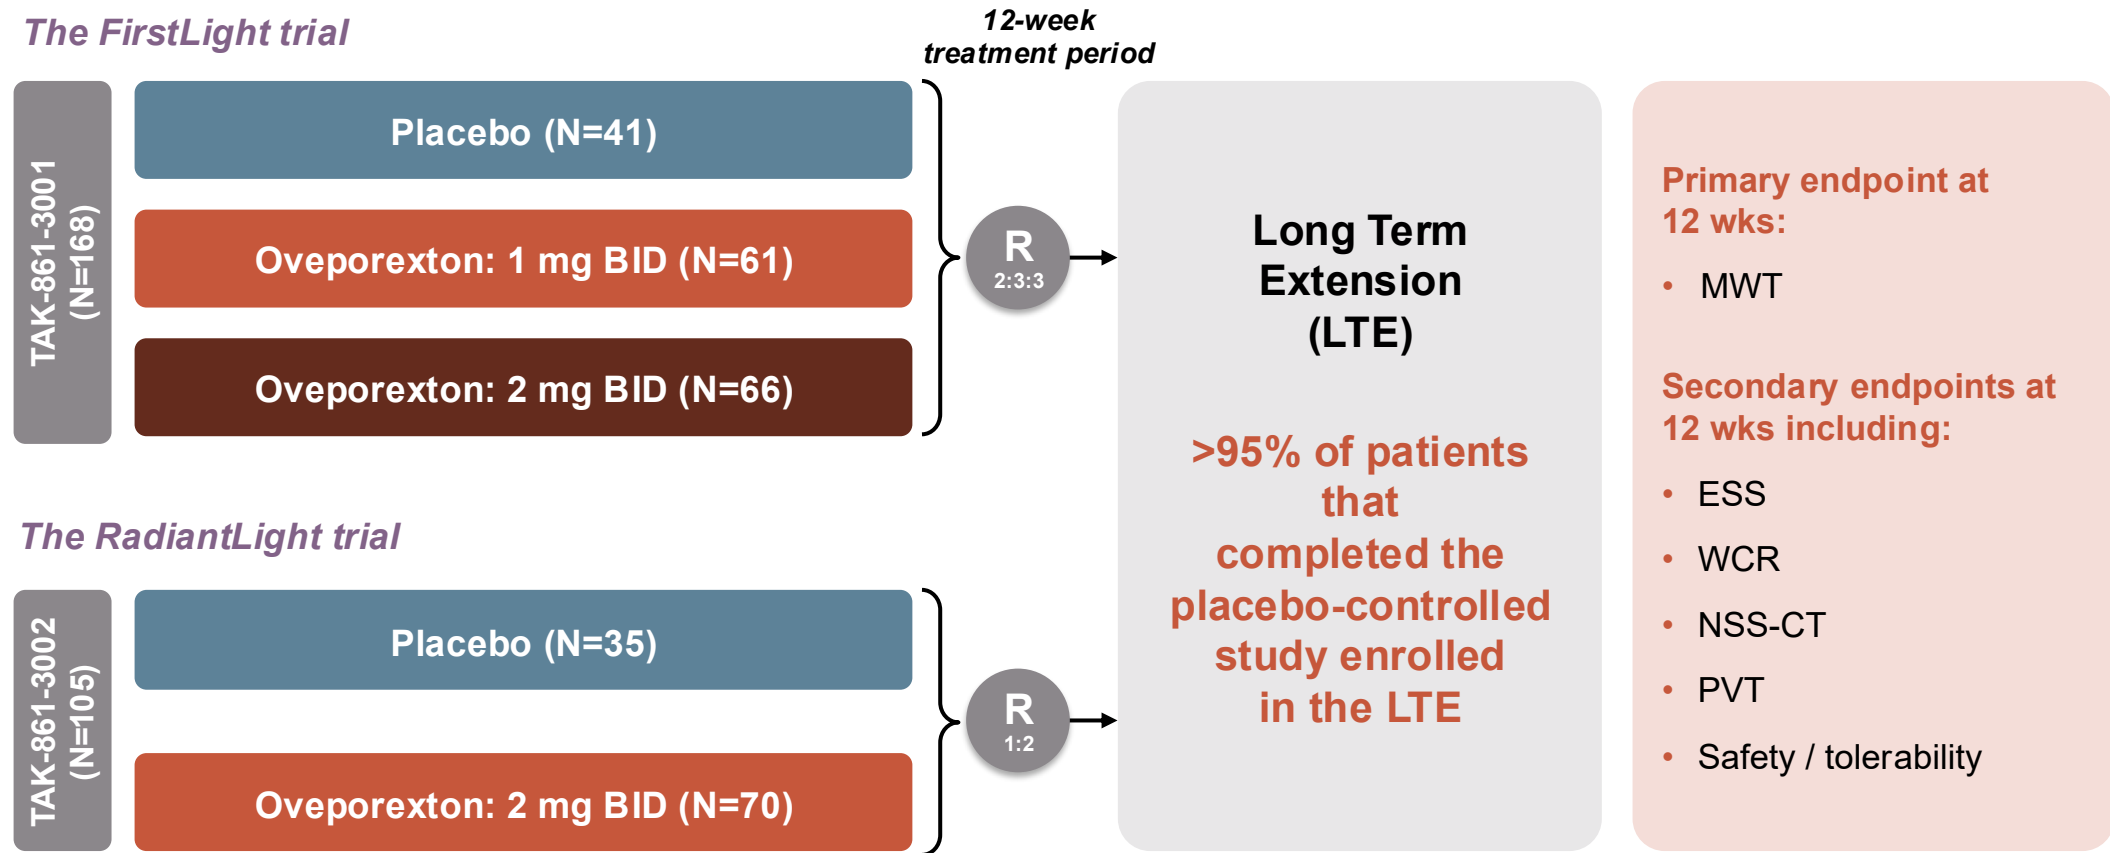 The FirstLight trial
12-week
treatment period
TAK-861-3001
(N=168)
Placebo (N=41)
Oveporexton: 1 mg BID (N=61)
Oveporexton: 2 mg BID (N=66)
R
2:3:3
The RadiantLight trial
TAK-861-3002
(N=105)
Placebo (N=35)
Oveporexton: 2 mg BID (N=70)
R
1:2
Long Term
Extension
(LTE)
>95% of patients
that
completed the
placebo-controlled
study enrolled
in the LTE
Primary endpoint at
12 wks:
• MWT
Secondary endpoints at
12 wks including:
• ESS
• WCR
• NSS-CT
• PVT
• Safety / tolerability